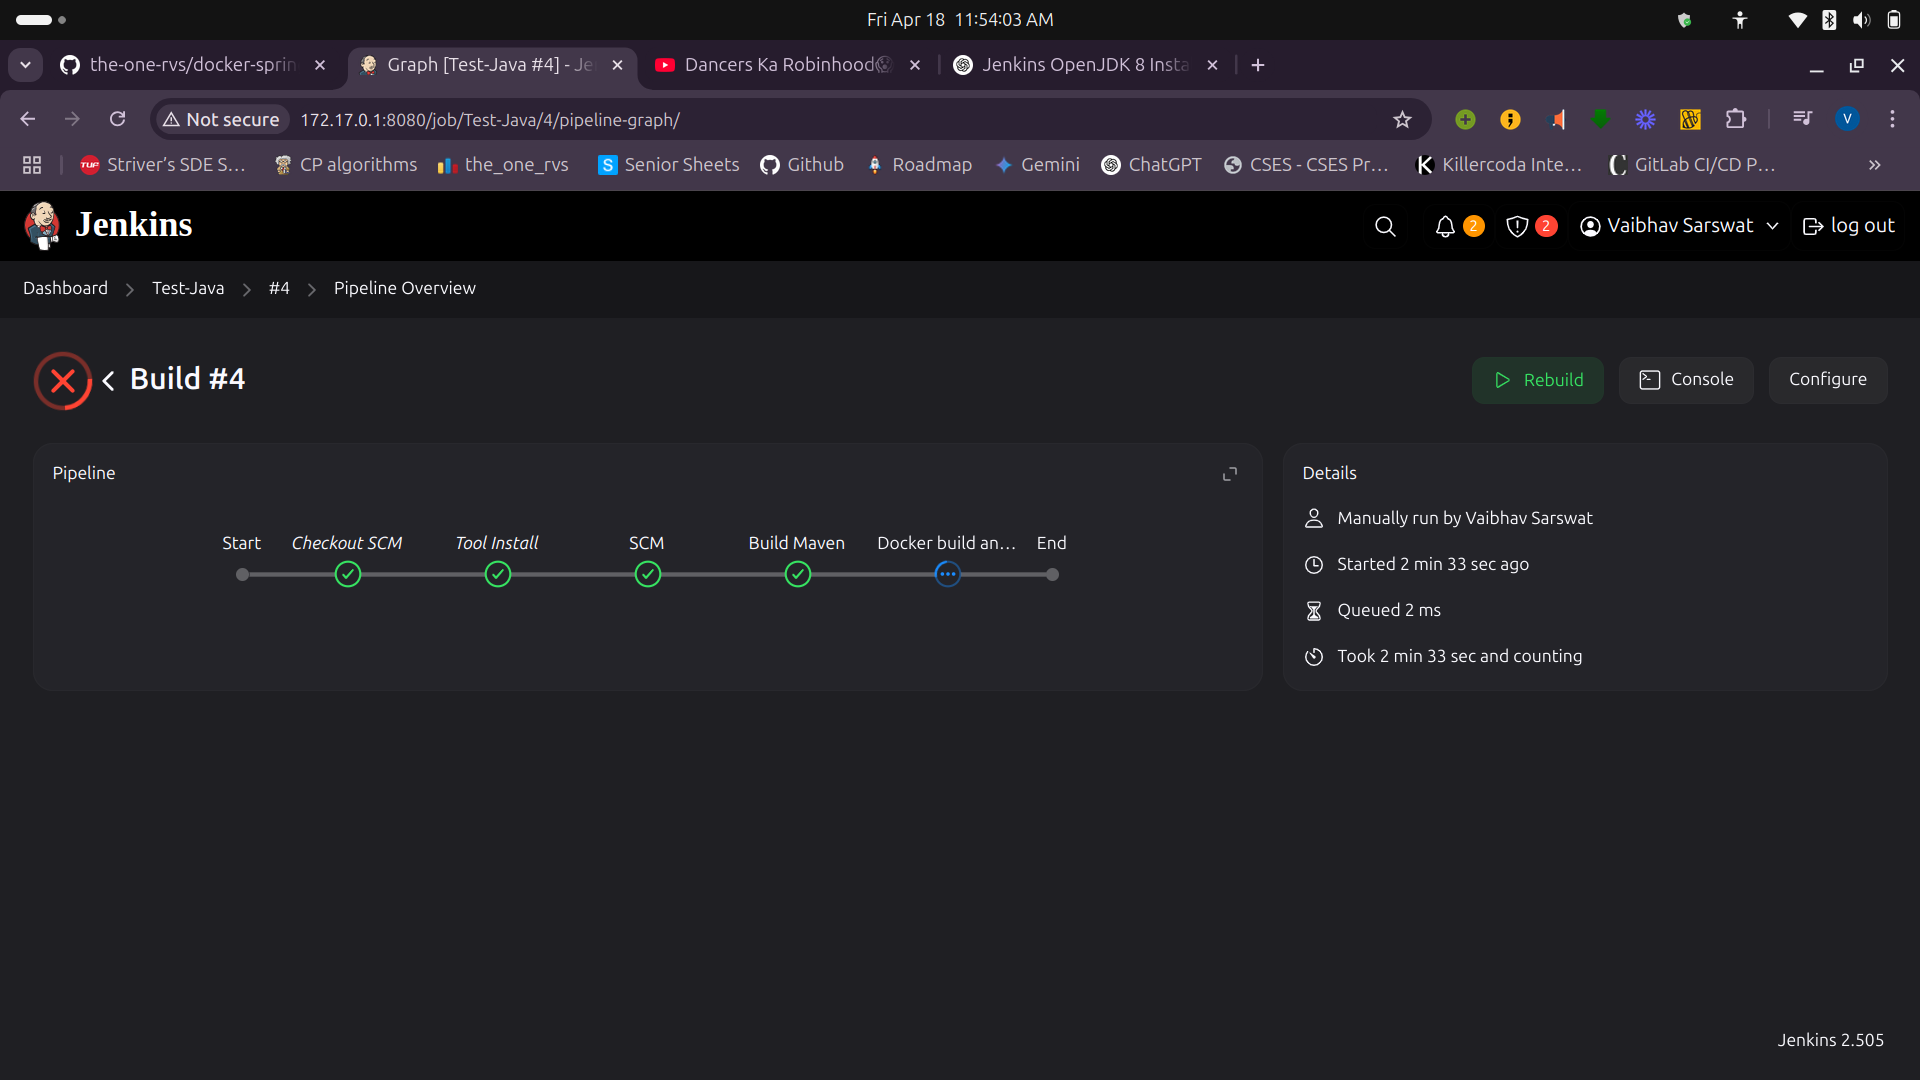 Fri Apr 18 11:54:03 AM
the-one-rvs/docker-sprin
Graph [Test-Java #4] - Je
Dancers Ka Robinhood
Jenkins OpenJDK 8 Insta
Not secure
172.17.0.1:8080/job/Test-Java/4/pipeline-graph/
V
TUF
Striver’s SDE S...
CP algorithms
the_one_rvs
S
Senior Sheets
Github
Roadmap
Gemini
ChatGPT
CSES - CSES Pr...
K
Killercoda Inte...
GitLab CI/CD P...
Jenkins
2
2
Vaibhav Sarswat
log out
Dashboard
Test-Java
#4
Pipeline Overview
Build #4
Rebuild
Console
Configure
Pipeline
Start
Checkout SCM
Tool Install
SCM
Build Maven
Docker build an...
End
Details
Manually run by Vaibhav Sarswat
Started 2 min 33 sec ago
Queued 2 ms
Took 2 min 33 sec and counting
Jenkins 2.505